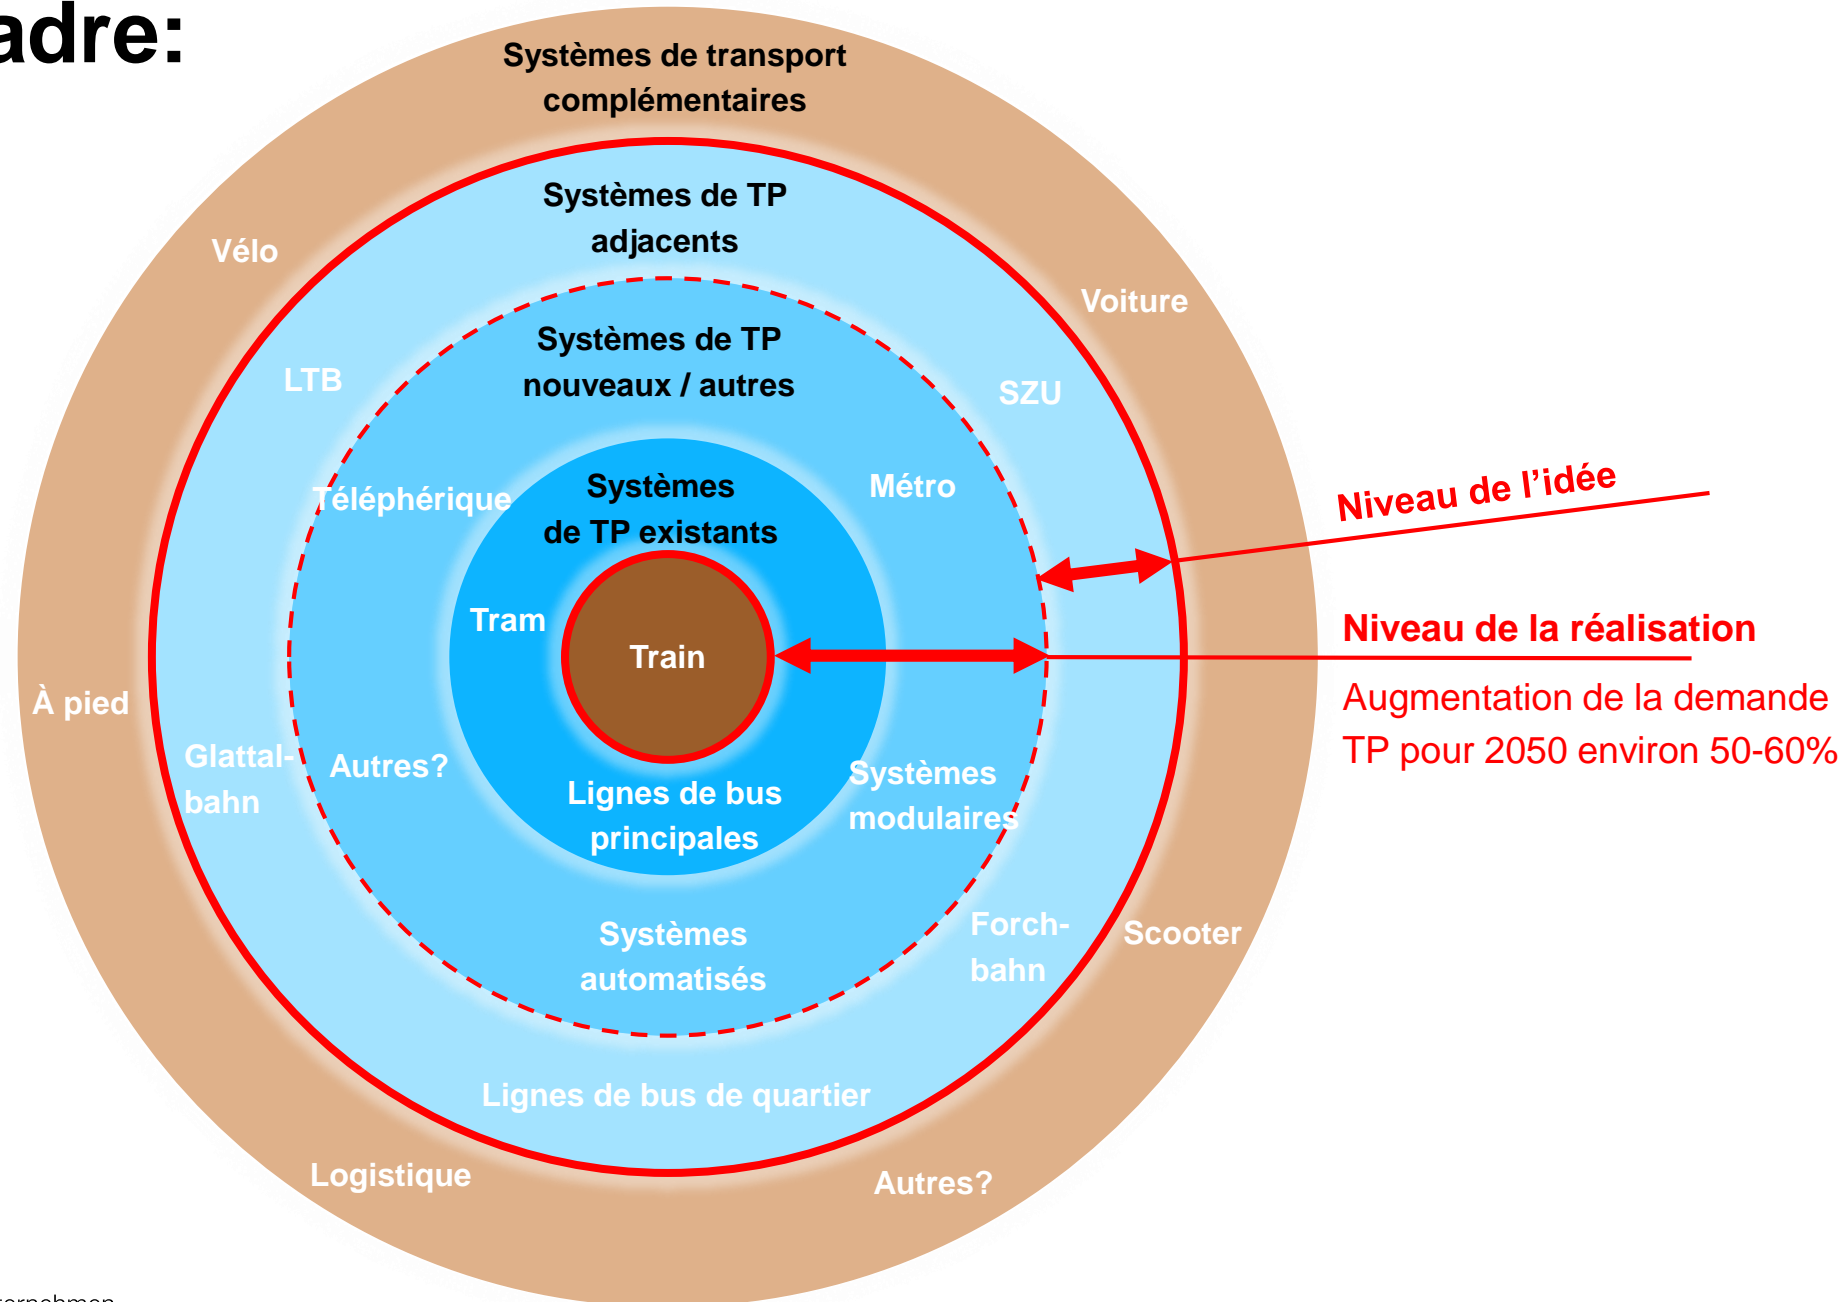 adre:
Systèmes de transport
complémentaires
Systèmes de TP
adjacents
Vélo
Voiture
Systèmes de TP
nouveaux / autres
LTB
SZU
Téléphérique
Métro
Systèmes
de TP existants
Niveau de l’idée
Tram
Train
Niveau de la réalisation
Augmentation de la demande
TP pour 2050 environ 50-60%
À pied
Glattal-
bahn
Autres?
Lignes de bus
principales
Systèmes
modulaires
Systèmes
automatisés
Forch-
bahn
Scooter
Lignes de bus de quartier
Logistique
Autres?